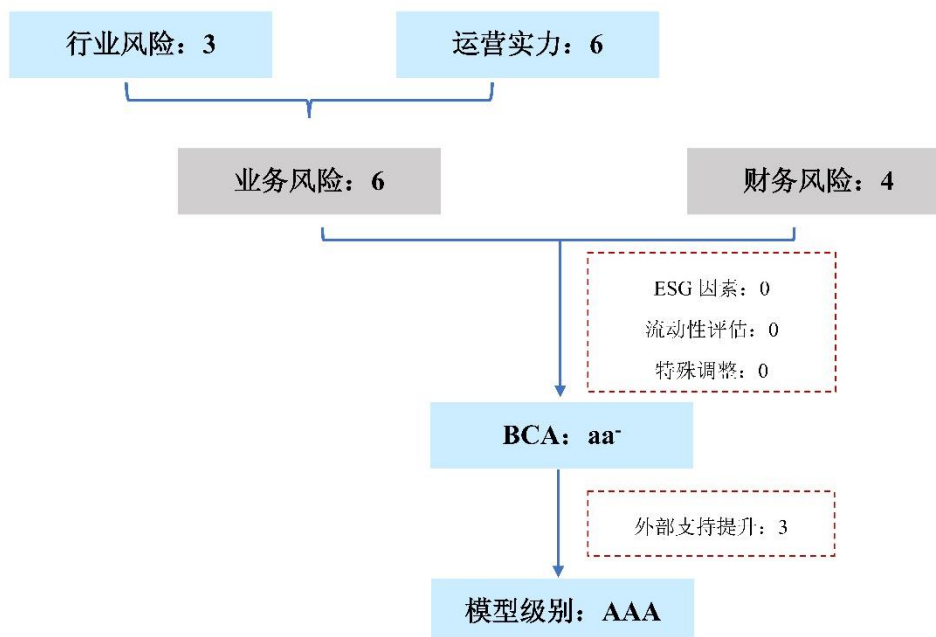 行业风险：3
运营实力：6
业务风险：6
财务风险：4
ESG 因素：0
流动性评估：0
特殊调整：0
BCA：aa⁻
外部支持提升：3
模型级别：AAA